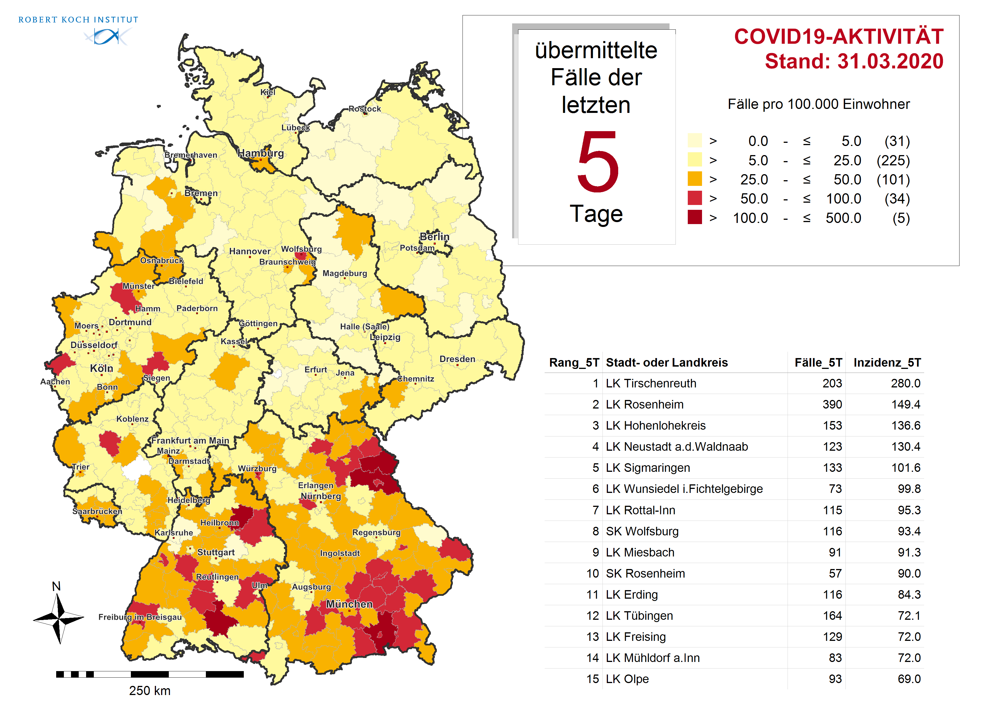 ROBERT KOCH INSTITUT
übermittelte
Fälle der
letzten
5
Tage
COVID19-AKTIVITÄT
Stand: 31.03.2020
Fälle pro 100.000 Einwohner
> 0.0 - ≤ 5.0 (31)
> 5.0 - ≤ 25.0 (225)
> 25.0 - ≤ 50.0 (101)
> 50.0 - ≤ 100.0 (34)
> 100.0 - ≤ 500.0 (5)
Kiel
Rostock
Lübeck
Bremerhaven
Hamburg
Bremen
Berlin
Potsdam
Hannover
Wolfsburg
Braunschweig
Osnabrück
Magdeburg
Bielefeld
Münster
Hamm
Paderborn
Moers
Dortmund
Göttingen
Halle (Saale)
Leipzig
Kassel
Düsseldorf
Dresden
Köln
Erfurt
Jena
Chemnitz
Siegen
Aachen
Bonn
Koblenz
Frankfurt am Main
Mainz
Darmstadt
Trier
Würzburg
Erlangen
Nürnberg
Heidelberg
Saarbrücken
Heilbronn
Karlsruhe
Regensburg
Stuttgart
Ingolstadt
Reutlingen
Ulm
Augsburg
München
Freiburg im Breisgau
N
250 km
Rang_5T Stadt- oder Landkreis Fälle_5T Inzidenz_5T
1 LK Tirschenreuth 203 280.0
2 LK Rosenheim 390 149.4
3 LK Hohenlohekreis 153 136.6
4 LK Neustadt a.d.Waldnaab 123 130.4
5 LK Sigmaringen 133 101.6
6 LK Wunsiedel i.Fichtelgebirge 73 99.8
7 LK Rottal-Inn 115 95.3
8 SK Wolfsburg 116 93.4
9 LK Miesbach 91 91.3
10 SK Rosenheim 57 90.0
11 LK Erding 116 84.3
12 LK Tübingen 164 72.1
13 LK Freising 129 72.0
14 LK Mühldorf a.Inn 83 72.0
15 LK Olpe 93 69.0